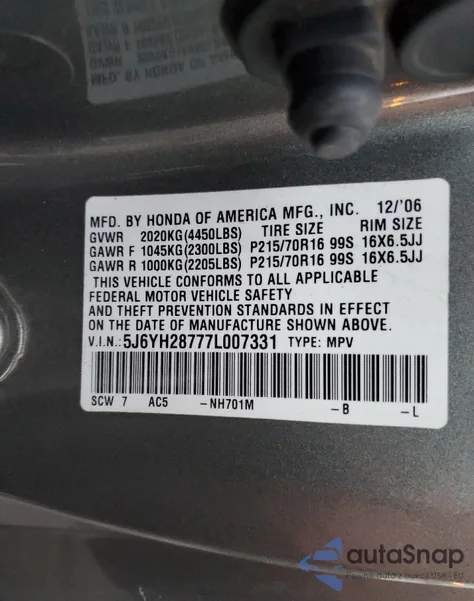 MFD. BY HONDA OF AMERICA MFG., INC. 12/'06
GVWR 2020KG(4450LBS) TIRE SIZE RIM SIZE
GAWR F 1045KG(2300LBS) P215/70R16 99S 16X6.5JJ
GAWR R 1000KG(2205LBS) P215/70R16 99S 16X6.5JJ
THIS VEHICLE CONFORMS TO ALL APPLICABLE
FEDERAL MOTOR VEHICLE SAFETY
AND THEFT PREVENTION STANDARDS IN EFFECT
ON THE DATE OF MANUFACTURE SHOWN ABOVE.
V.I.N.:5J6YH28777L007331 TYPE: MPV
SCW 7 AC5 -NH701M -B -L
autoSnap